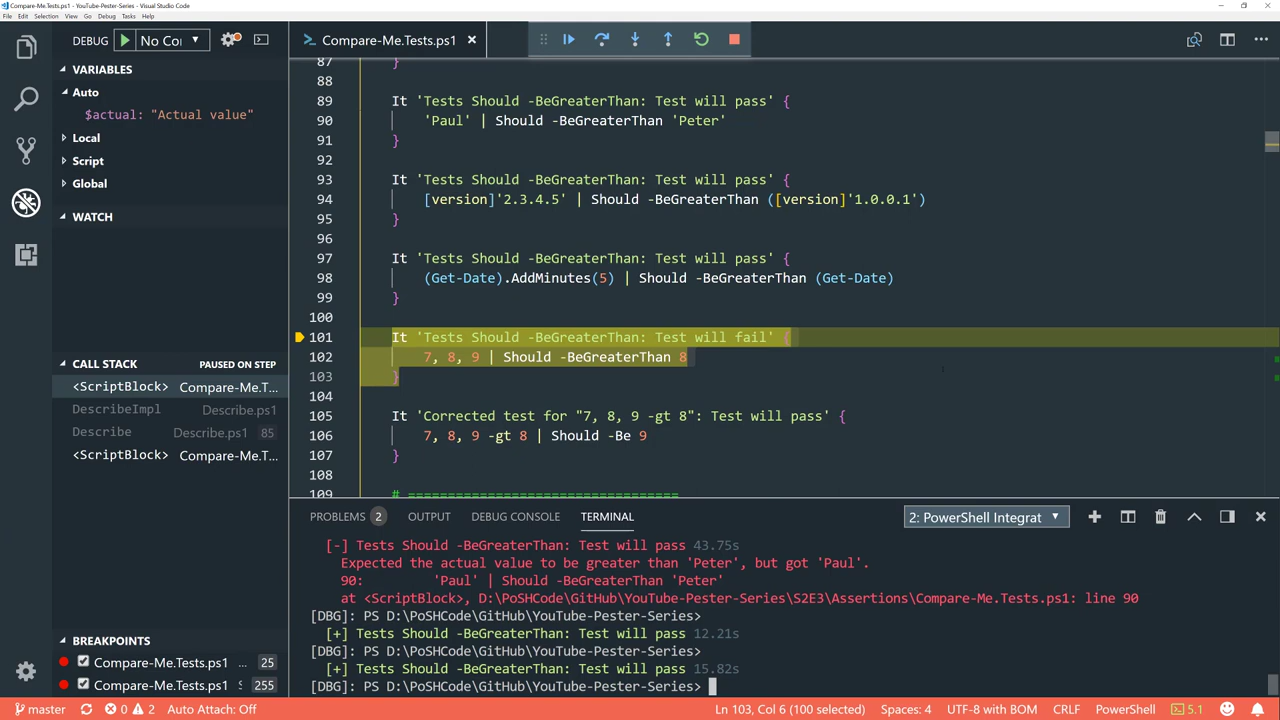 Compare-Me.Tests.ps1 - YouTube-Pester-Series - Visual Studio Code
File Edit Selection View Go Debug Tasks Help
DEBUG No Co
Compare-Me.Tests.ps1
VARIABLES
Auto
$actual: "Actual value"
Local
Script
Global
WATCH
CALL STACK PAUSED ON STEP
<ScriptBlock> Compare-Me.T...
DescribeImpl Describe.ps1
Describe Describe.ps1 85
<ScriptBlock> Compare-Me.T...
BREAKPOINTS
Compare-Me.Tests.ps1 ... 25
Compare-Me.Tests.ps1 255
87 }
88
89 It 'Tests Should -BeGreaterThan: Test will pass' {
90 'Paul' | Should -BeGreaterThan 'Peter'
91 }
92
93 It 'Tests Should -BeGreaterThan: Test will pass' {
94 [version]'2.3.4.5' | Should -BeGreaterThan ([version]'1.0.0.1')
95 }
96
97 It 'Tests Should -BeGreaterThan: Test will pass' {
98 (Get-Date).AddMinutes(5) | Should -BeGreaterThan (Get-Date)
99 }
100
101 It 'Tests Should -BeGreaterThan: Test will fail' {
102 7, 8, 9 | Should -BeGreaterThan 8
103 }
104
105 It 'Corrected test for "7, 8, 9 -gt 8": Test will pass' {
106 7, 8, 9 -gt 8 | Should -Be 9
107 }
108
109 # ==================================
PROBLEMS 2 OUTPUT DEBUG CONSOLE TERMINAL 2: PowerShell Integrat
[-] Tests Should -BeGreaterThan: Test will pass 43.75s
Expected the actual value to be greater than 'Peter', but got 'Paul'.
90: 'Paul' | Should -BeGreaterThan 'Peter'
at <ScriptBlock>, D:\PoSHCode\GitHub\YouTube-Pester-Series\S2E3\Assertions\Compare-Me.Tests.ps1: line 90
[DBG]: PS D:\PoSHCode\GitHub\YouTube-Pester-Series>
[+] Tests Should -BeGreaterThan: Test will pass 12.21s
[DBG]: PS D:\PoSHCode\GitHub\YouTube-Pester-Series>
[+] Tests Should -BeGreaterThan: Test will pass 15.82s
[DBG]: PS D:\PoSHCode\GitHub\YouTube-Pester-Series>
master 0 2 Auto Attach: Off Ln 103, Col 6 (100 selected) Spaces: 4 UTF-8 with BOM CRLF PowerShell 5.1